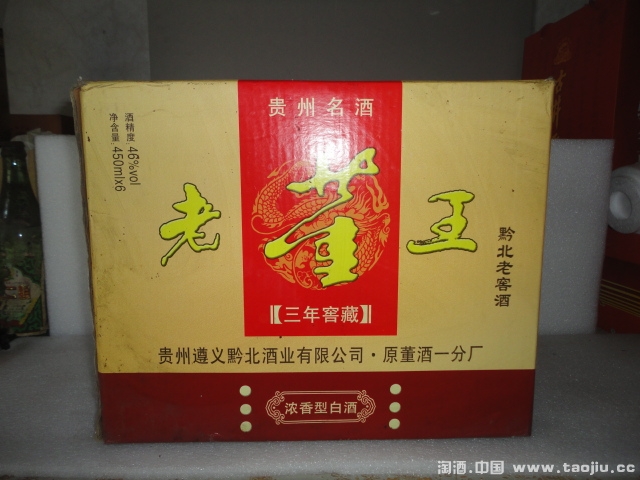 贵州名酒
酒精度: 46%vol
净含量: 450mlx6
老董王
黔北老窖酒
【三年窖藏】
贵州遵义黔北酒业有限公司·原董酒一分厂
浓香型白酒
淘酒.中国 www.taojiu.cc